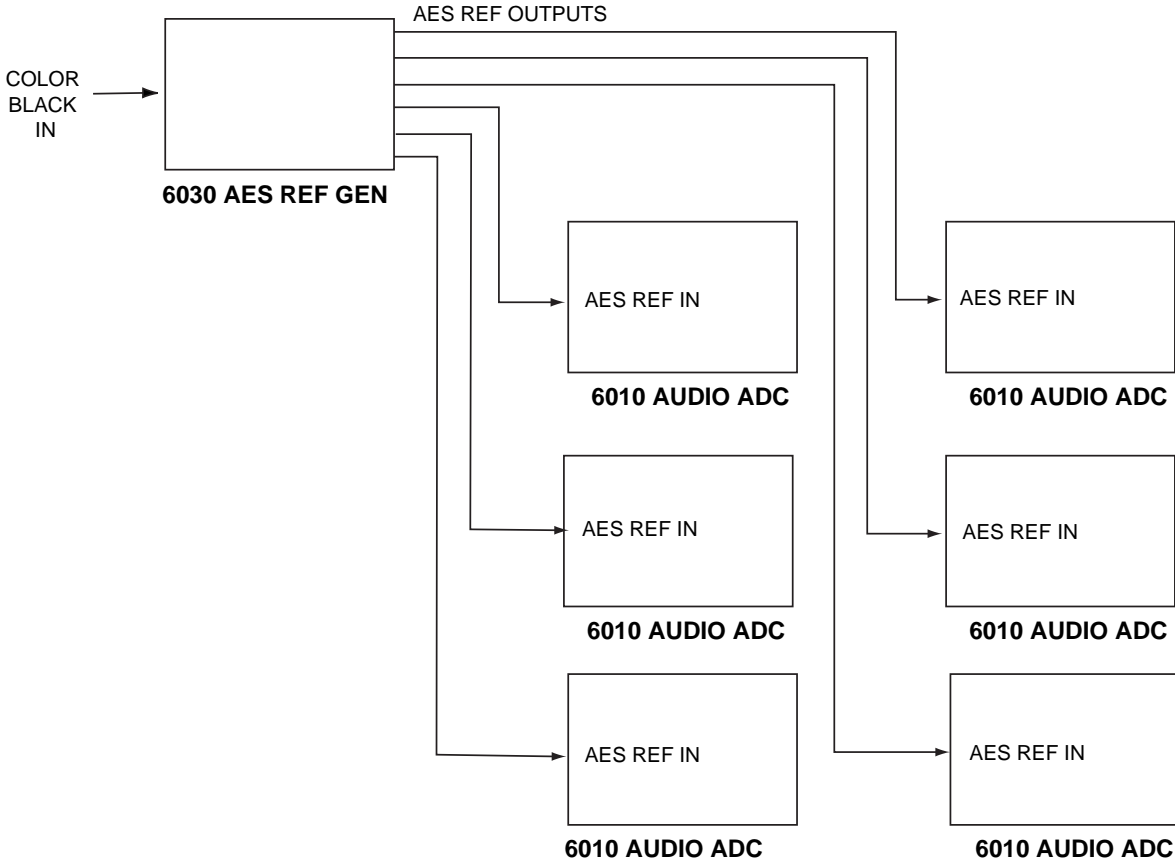 AES REF OUTPUTS
COLOR
BLACK
IN
6030 AES REF GEN
AES REF IN
6010 AUDIO ADC
AES REF IN
6010 AUDIO ADC
AES REF IN
6010 AUDIO ADC
AES REF IN
6010 AUDIO ADC
AES REF IN
6010 AUDIO ADC
AES REF IN
6010 AUDIO ADC